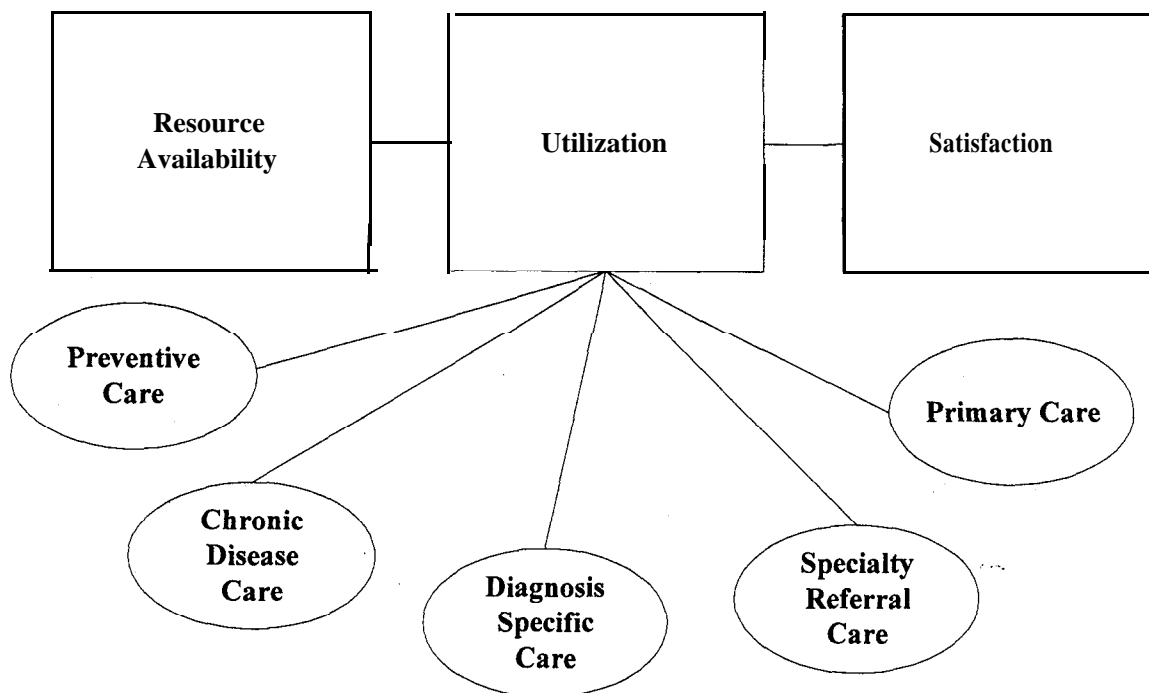 Resource
Availability
Utilization
Satisfaction
Preventive
Care
Chronic
Disease
Care
Diagnosis
Specific
Care
Specialty
Referral
Care
Primary Care